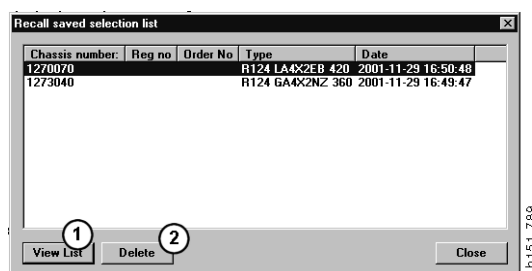 Recall saved selection list
Chassis number: Reg no Order No Type Date
1270070 R124 LA4X2EB 420 2001-11-29 16:50:48
1273040 R124 GA4X2NZ 360 2001-11-29 16:49:47
1 2
View List Delete Close
b151 789